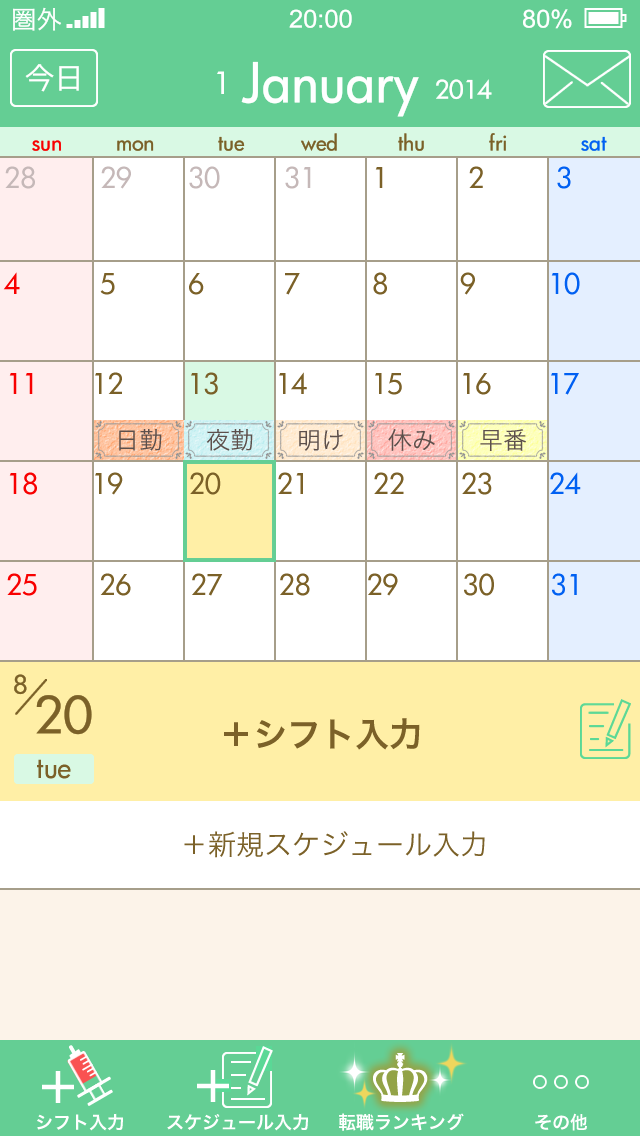 圏外 20:00 80%
今日 1 January 2014
sun mon tue wed thu fri sat
28 29 30 31 1 2 3
4 5 6 7 8 9 10
11 12 13 14 15 16 17
日勤 夜勤 明け 休み 早番
18 19 20 21 22 23 24
25 26 27 28 29 30 31
8/20
tue
+シフト入力
+新規スケジュール入力
シフト入力 スケジュール入力 転職ランキング その他